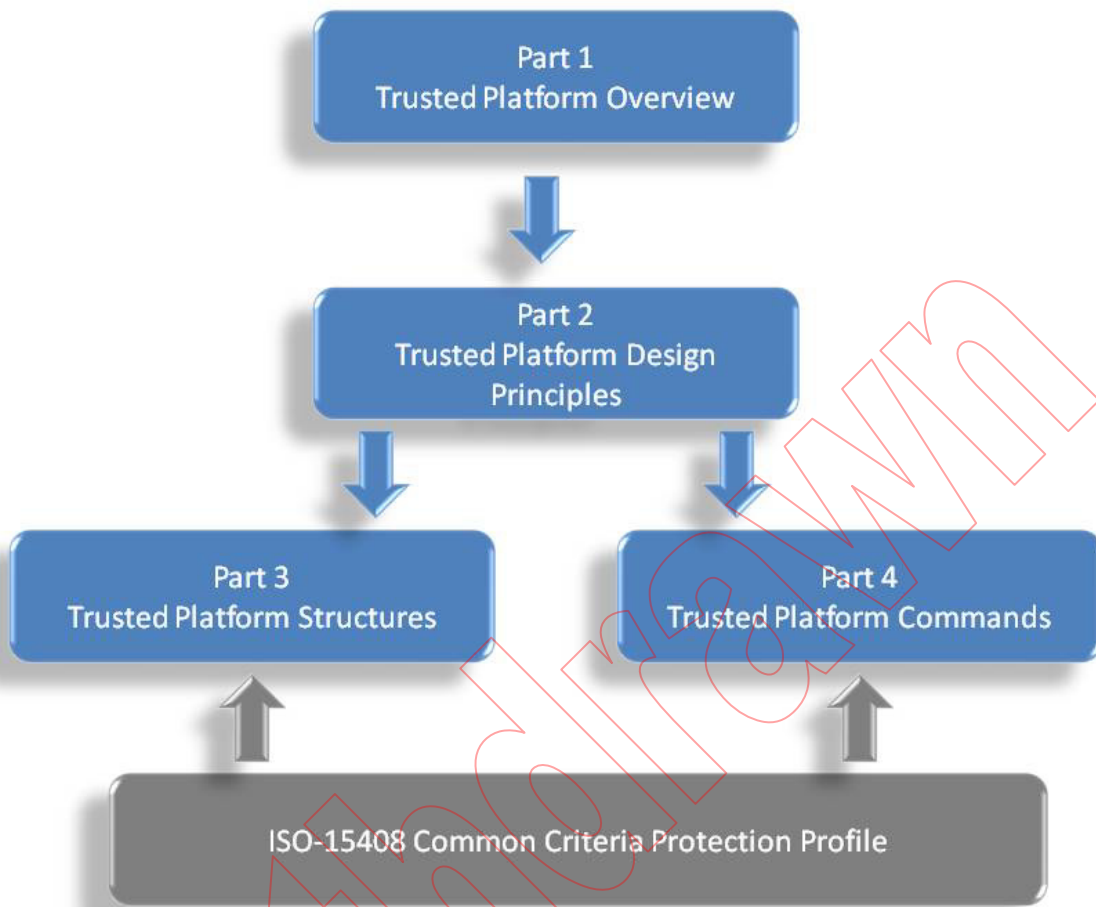 Part 1
Trusted Platform Overview
Part 2
Trusted Platform Design
Principles
Part 3
Trusted Platform Structures
Part 4
Trusted Platform Commands
ISO-15408 Common Criteria Protection Profile
thdrawn